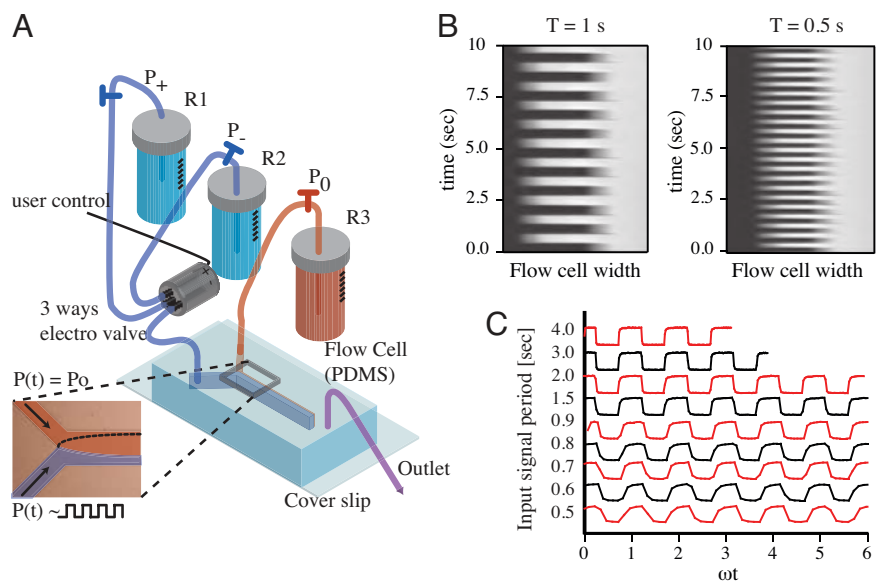 A
P+
R1
P-
R2
P0
R3
user control
3 ways
electro valve
Flow Cell
(PDMS)
P(t) = Po
Outlet
Cover slip
P(t) ~
B
T = 1 s
T = 0.5 s
time (sec)
10
7.5
5.0
2.5
0.0
Flow cell width
time (sec)
10
7.5
5.0
2.5
0.0
Flow cell width
C
Input signal period [sec]
4.0
3.0
2.0
1.5
0.9
0.8
0.7
0.6
0.5
0 1 2 3 4 5 6
ωt